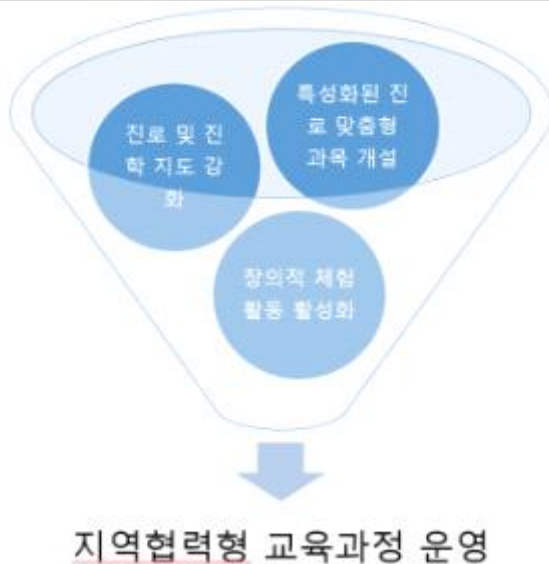 특성화된 진
로 맞춤형
과목 개설
진로 및 진
학 지도 강
화
창의적 체험
활동 활성화
지역협력형 교육과정 운영